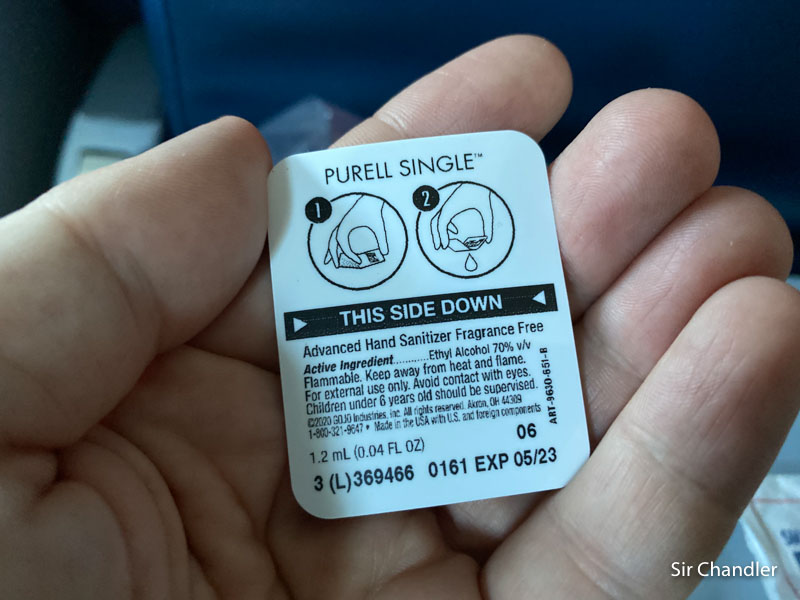 PURELL SINGLE™
1 2
THIS SIDE DOWN
Advanced Hand Sanitizer Fragrance Free
Active Ingredient............Ethyl Alcohol 70% v/v
Flammable. Keep away from heat and flame.
For external use only. Avoid contact with eyes.
Children under 6 years old should be supervised.
©2020 GOJO Industries, Inc. All rights reserved. Akron, OH 44309
1-800-321-9647 • Made in the USA with U.S. and foreign components
1.2 mL (0.04 FL OZ)
06
3 (L)369466 0161 EXP 05/23
Sir Chandler